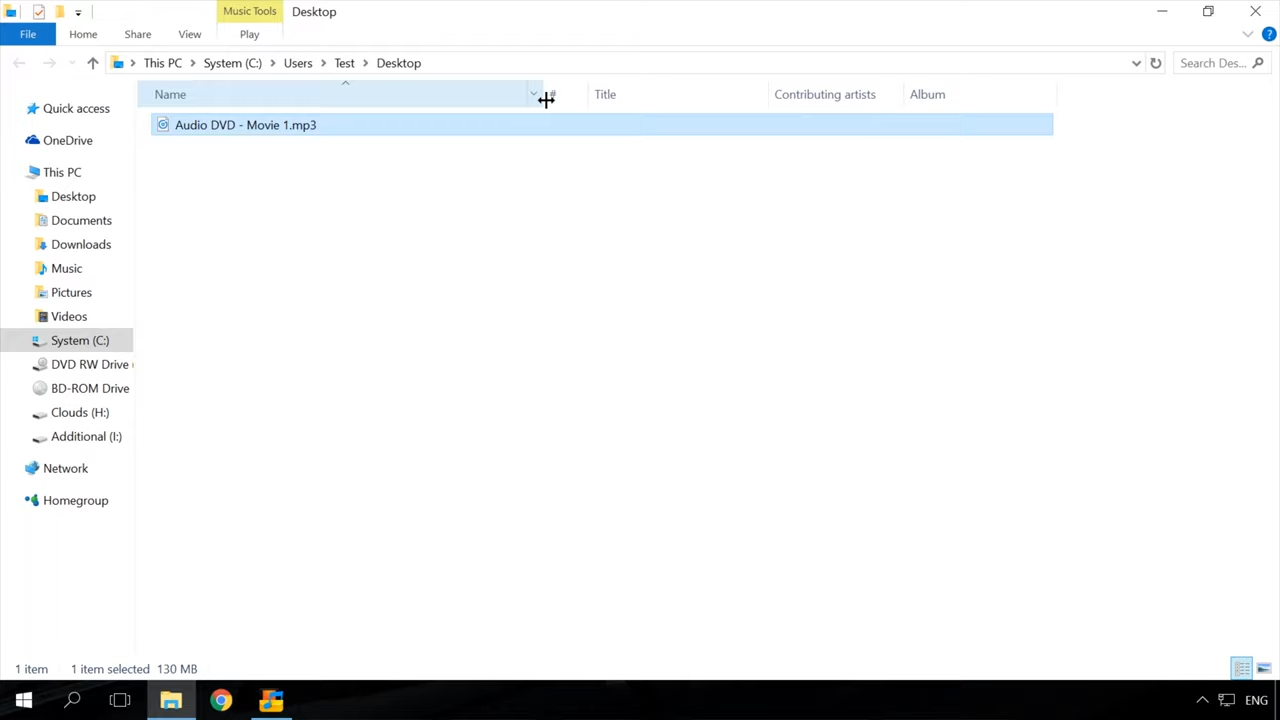 Music Tools
Desktop
File
Home
Share
View
Play
This PC
System (C:)
Users
Test
Desktop
Search Des...
Name
#
Title
Contributing artists
Album
Audio DVD - Movie 1.mp3
Quick access
OneDrive
This PC
Desktop
Documents
Downloads
Music
Pictures
Videos
System (C:)
DVD RW Drive
BD-ROM Drive
Clouds (H:)
Additional (I:)
Network
Homegroup
1 item
1 item selected 130 MB
ENG